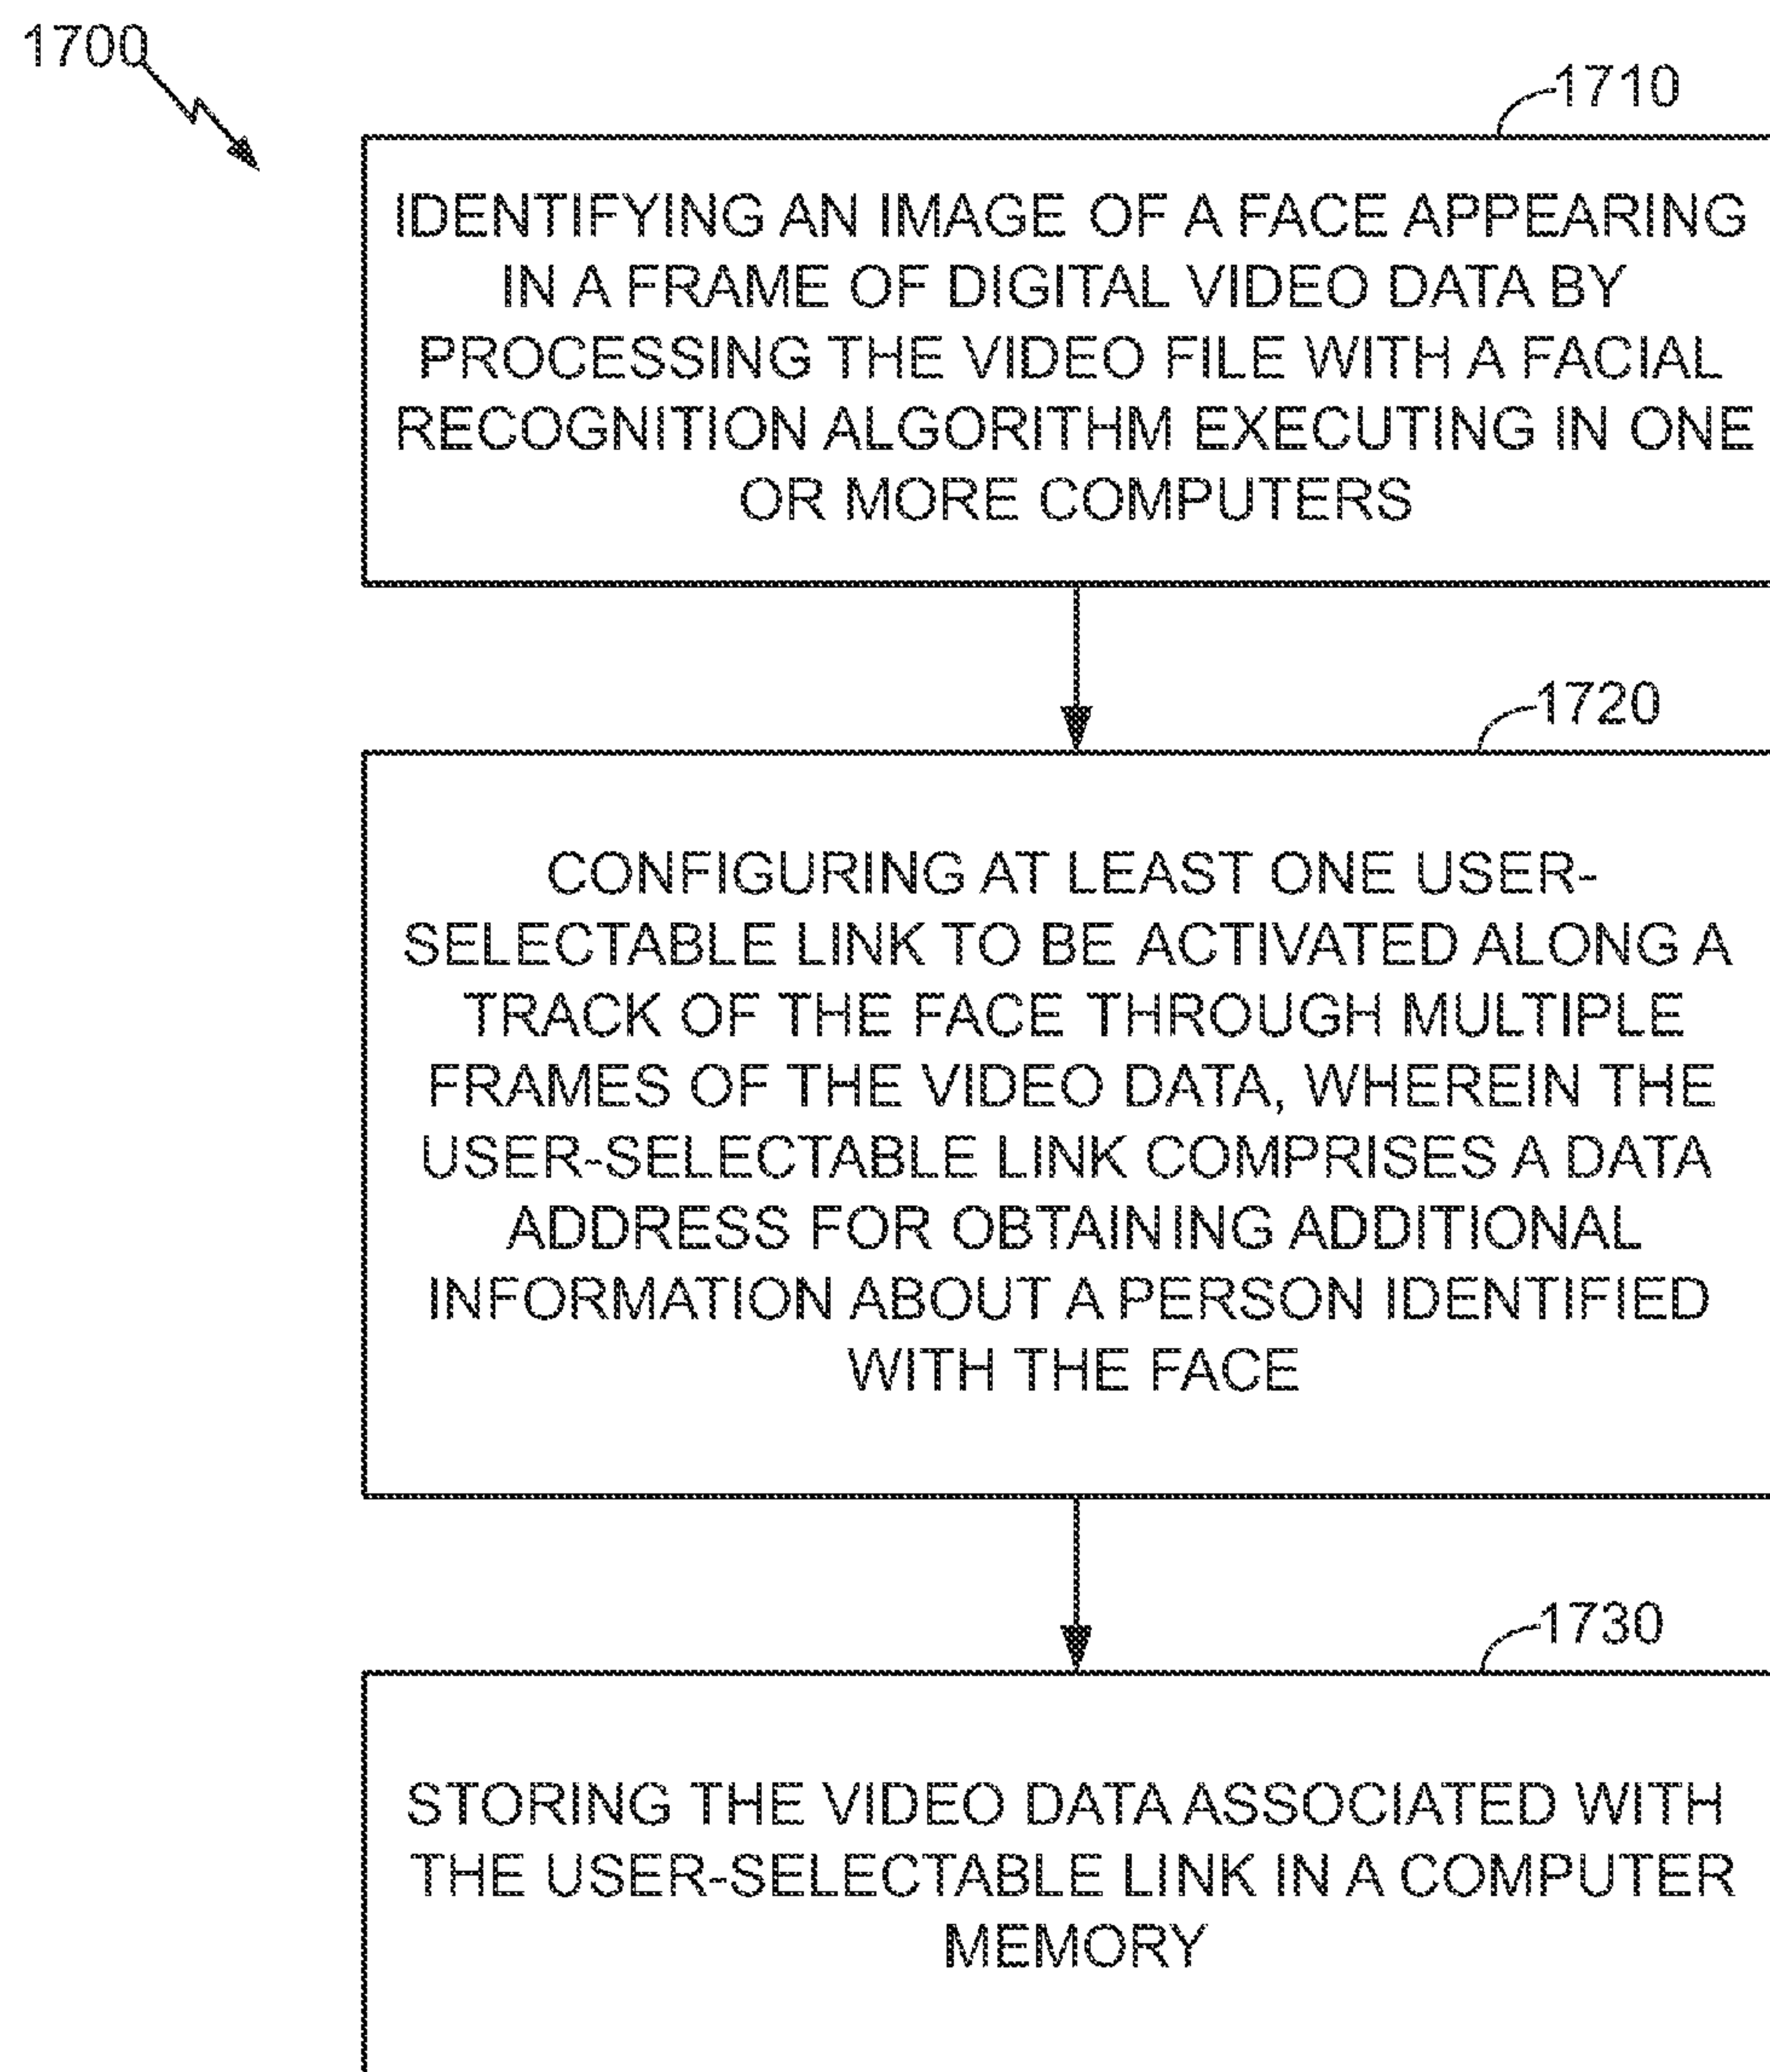 1700
1710
IDENTIFYING AN IMAGE OF A FACE APPEARING
IN A FRAME OF DIGITAL VIDEO DATA BY
PROCESSING THE VIDEO FILE WITH A FACIAL
RECOGNITION ALGORITHM EXECUTING IN ONE
OR MORE COMPUTERS
1720
CONFIGURING AT LEAST ONE USER-
SELECTABLE LINK TO BE ACTIVATED ALONG A
TRACK OF THE FACE THROUGH MULTIPLE
FRAMES OF THE VIDEO DATA, WHEREIN THE
USER-SELECTABLE LINK COMPRISES A DATA
ADDRESS FOR OBTAINING ADDITIONAL
INFORMATION ABOUT A PERSON IDENTIFIED
WITH THE FACE
1730
STORING THE VIDEO DATA ASSOCIATED WITH
THE USER-SELECTABLE LINK IN A COMPUTER
MEMORY